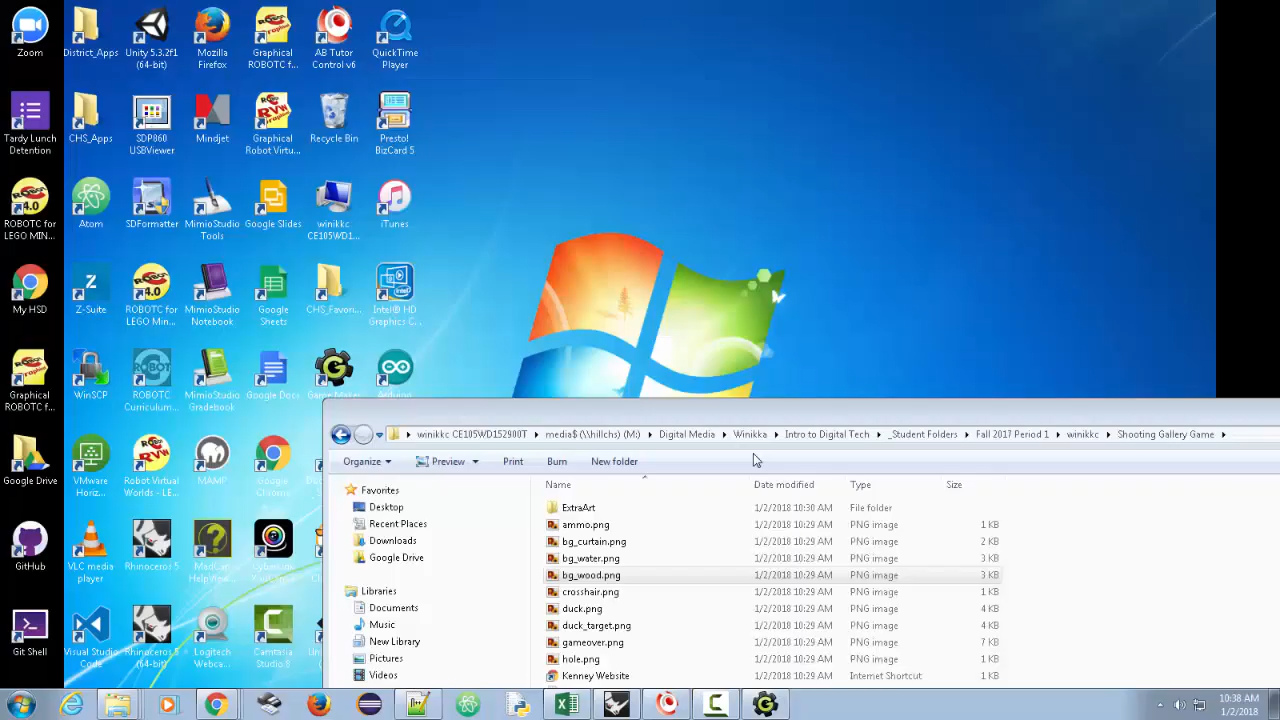 Zoom
District_Apps
Unity 5.3.2f1
(64-bit)
Mozilla
Firefox
Graphical
ROBOTC f...
AB Tutor
Control v6
QuickTime
Player
Tardy Lunch
Detention
CHS_Apps
SDP860
USBViewer
Mindjet
Graphical
Robot Virtu...
Recycle Bin
Presto!
BizCard 5
ROBOTC for
LEGO MIN...
Atom
SDFormatter
MimioStudio
Tools
Google Slides
winikkc
CE105WD1...
iTunes
My HSD
Z-Suite
ROBOTC for
LEGO Min...
MimioStudio
Notebook
Google
Sheets
CHS_Favori...
Intel® HD
Graphics C...
Graphical
ROBOTC f...
WinSCP
ROBOTC
Curriculum...
MimioStudio
Gradebook
Google Docs
Arduino
Google Drive
VMware
Horiz...
Robot Virtual
Worlds - LE...
MAMP
Google
Chrome
GitHub
VLC media
player
Rhinoceros 5
Git Shell
Visual Studio
Code
Rhinoceros 5
(64-bit)
Logitech
Webca...
Camtasia
Studio 8
winikkc CE105WD152900T
media$ (\\hillchs) (M:)
Digital Media
Winikka
Intro to Digital Tech
_Student Folders
Fall 2017 Period 1
winikkc
Shooting Gallery Game
Organize Preview Print Burn New folder
Name Date modified Type Size
Favorites
Desktop
Recent Places
Downloads
Google Drive
Libraries
Documents
Music
New Library
Pictures
Videos
ExtraArt 1/2/2018 10:30 AM File folder
ammo.png 1/2/2018 10:29 AM PNG image 1 KB
bg_curtain.png 1/2/2018 10:29 AM PNG image 2 KB
bg_water.png 1/2/2018 10:29 AM PNG image 3 KB
bg_wood.png 1/2/2018 10:29 AM PNG image 3 KB
crosshair.png 1/2/2018 10:29 AM PNG image 1 KB
duck.png 1/2/2018 10:29 AM PNG image 4 KB
duck_target.png 1/2/2018 10:29 AM PNG image 4 KB
gameover.png 1/2/2018 10:29 AM PNG image 7 KB
hole.png 1/2/2018 10:29 AM PNG image 1 KB
Kenney Website 1/2/2018 10:29 AM Internet Shortcut 1 KB
10:38 AM
1/2/2018